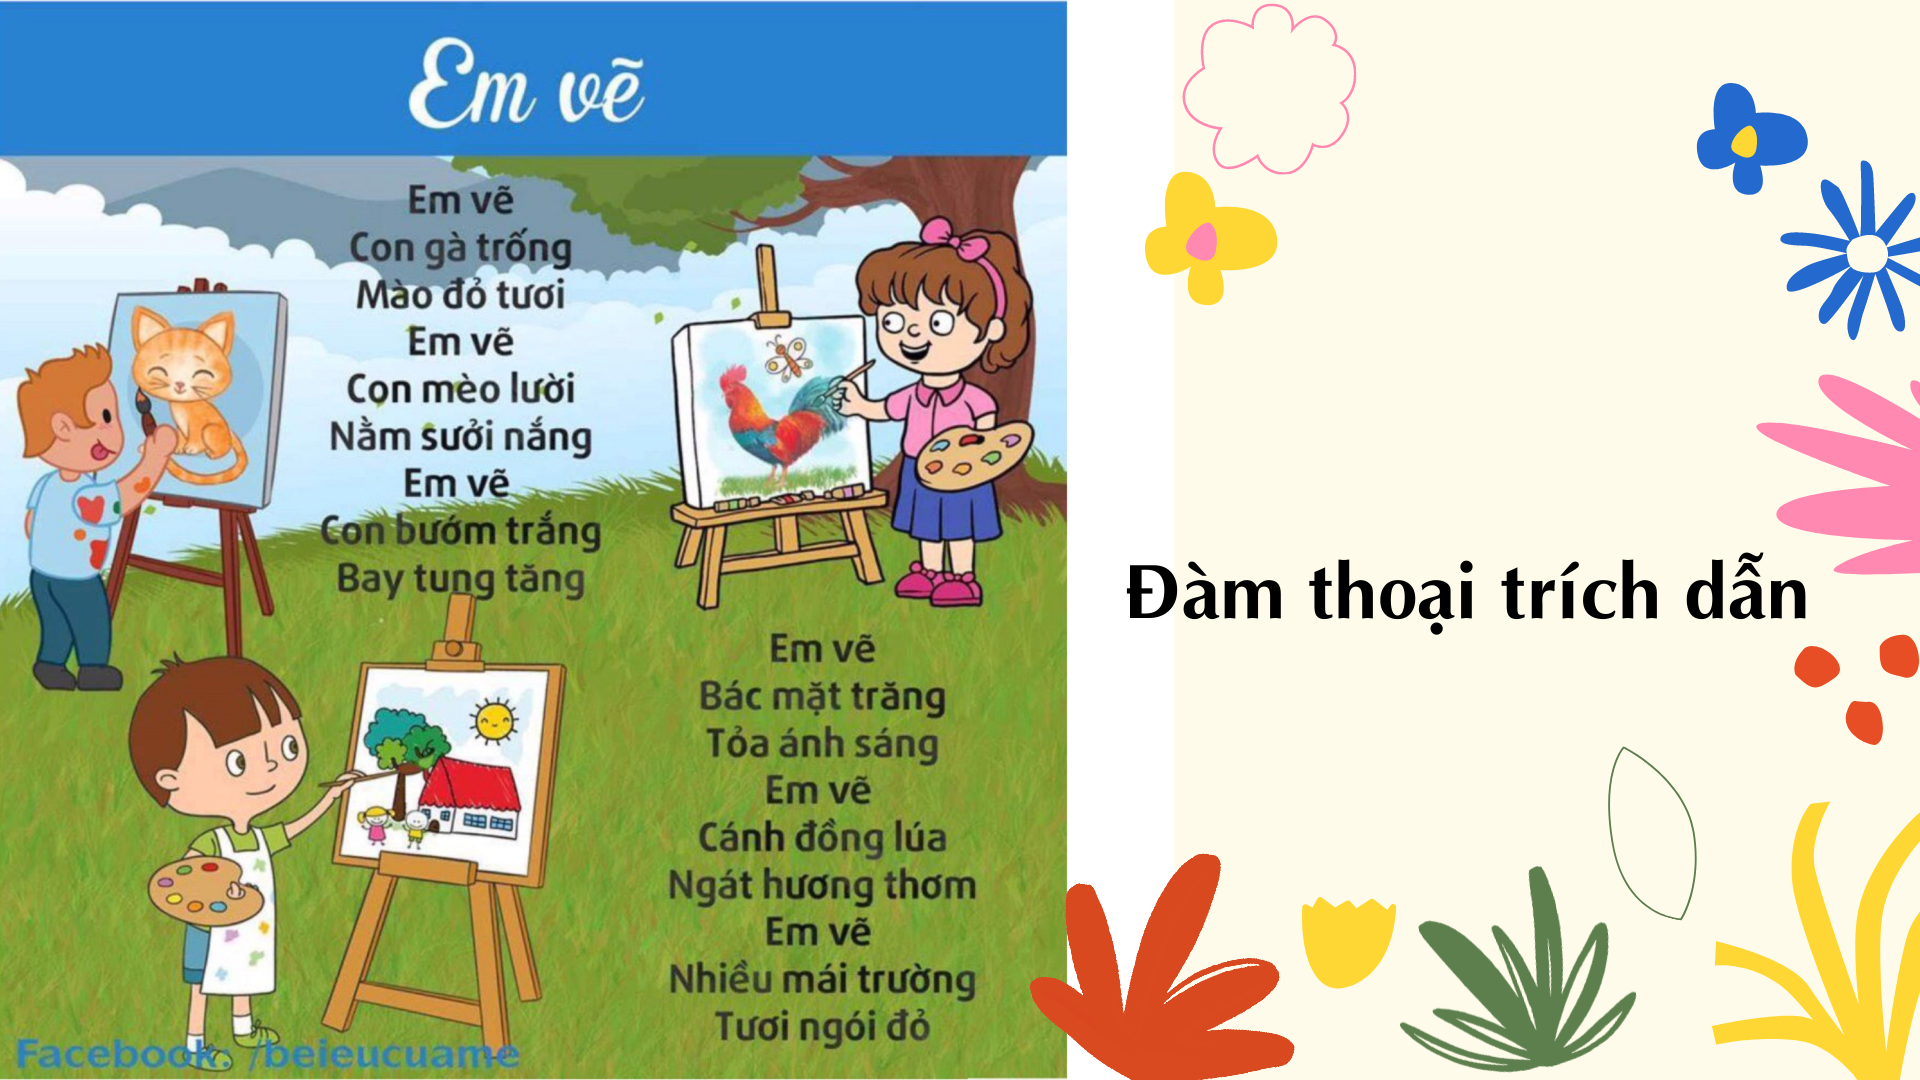 Em vẽ
Em vẽ
Con gà trống
Mào đỏ tươi
Em vẽ
Con mèo lười
Nằm sưởi nắng
Em vẽ
Con bướm trắng
Bay tung tăng
Em vẽ
Bác mặt trăng
Tỏa ánh sáng
Em vẽ
Cánh đồng lúa
Ngát hương thơm
Em vẽ
Nhiều mái trường
Tươi ngói đỏ
Facebook: /beieucuame
Đàm thoại trích dẫn